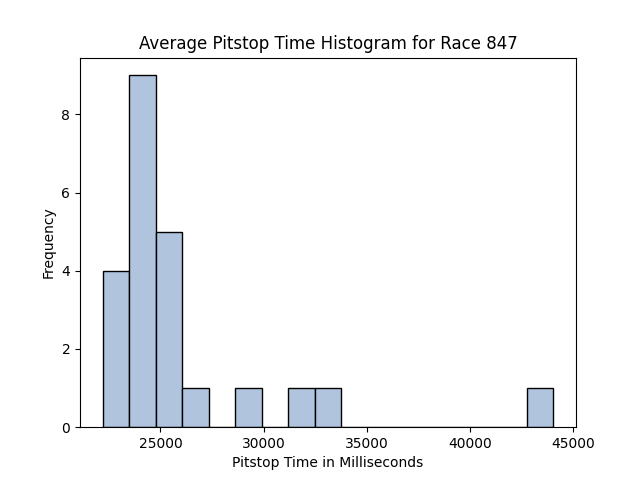 Average Pitstop Time Histogram for Race 847
Frequency
8
6
4
2
0
25000 30000 35000 40000 45000
Pitstop Time in Milliseconds